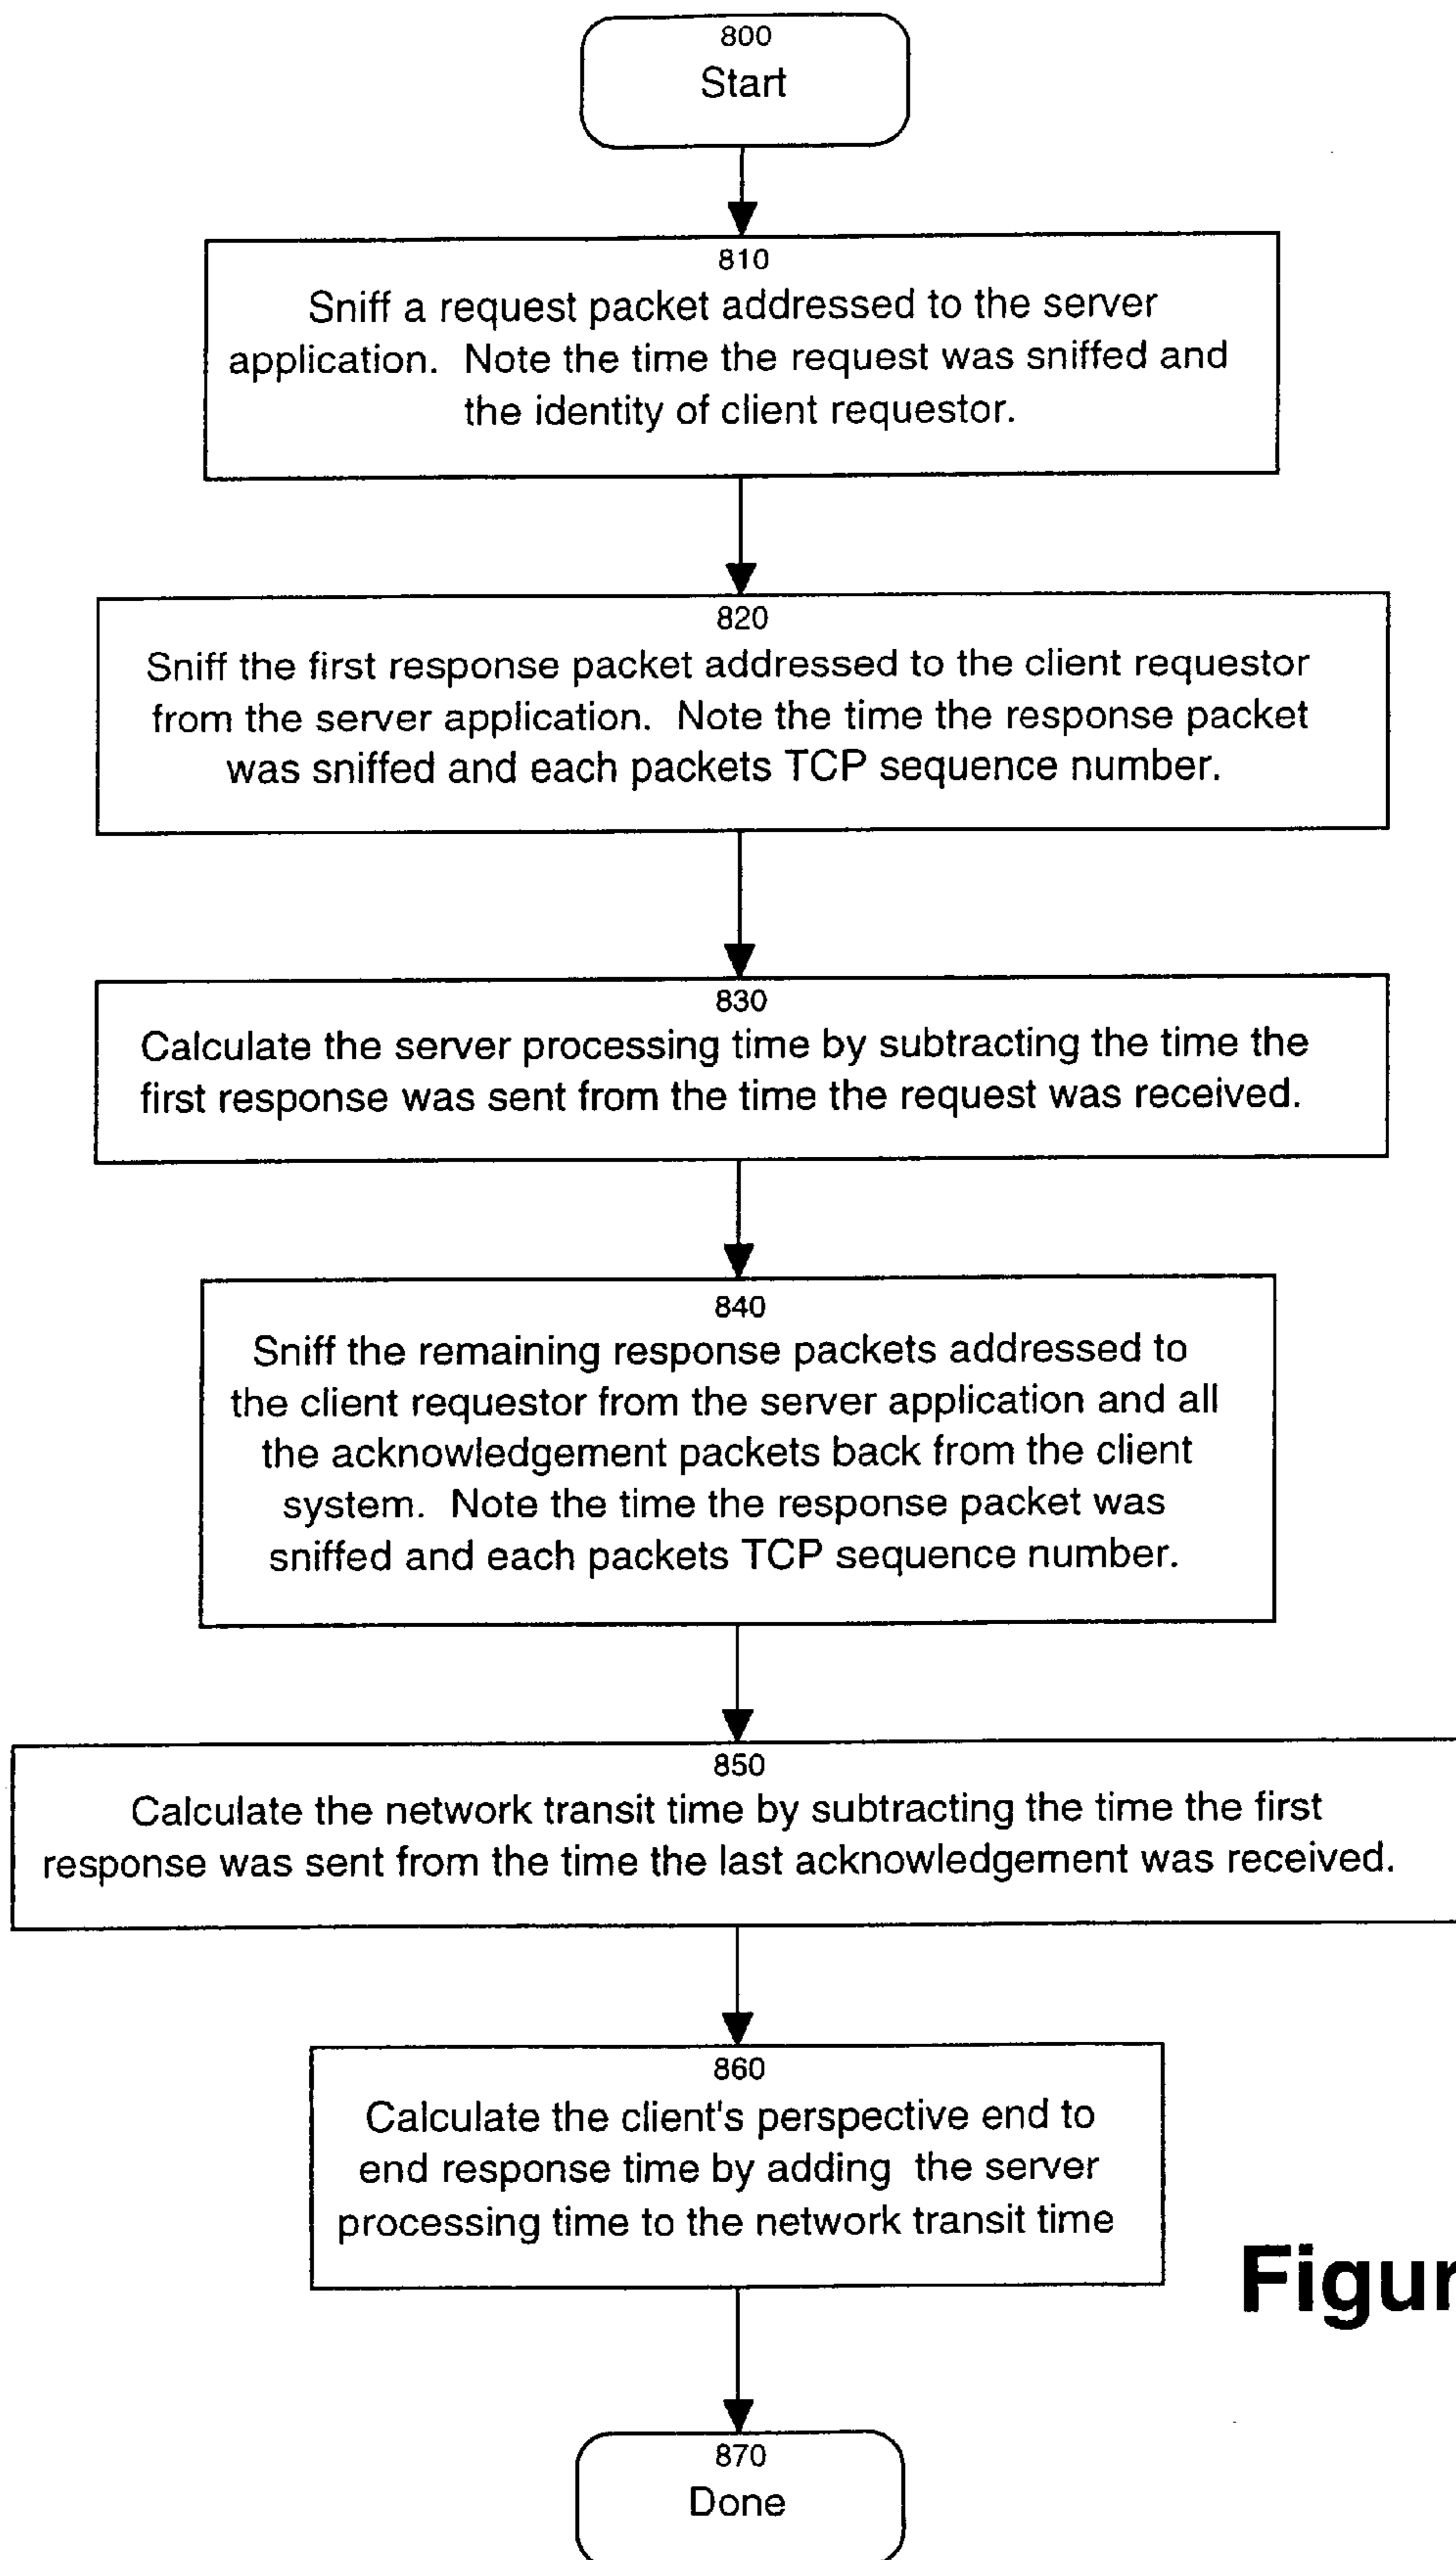 800
Start
810
Sniff a request packet addressed to the server
application.  Note the time the request was sniffed and
the identity of client requestor.
820
Sniff the first response packet addressed to the client requestor
from the server application.  Note the time the response packet
was sniffed and each packets TCP sequence number.
830
Calculate the server processing time by subtracting the time the
first response was sent from the time the request was received.
840
Sniff the remaining response packets addressed to
the client requestor from the server application and all
the acknowledgement packets back from the client
system.  Note the time the response packet was
sniffed and each packets TCP sequence number.
850
Calculate the network transit time by subtracting the time the first
response was sent from the time the last acknowledgement was received.
860
Calculate the client's perspective end to
end response time by adding  the server
processing time to the network transit time
Figur
870
Done